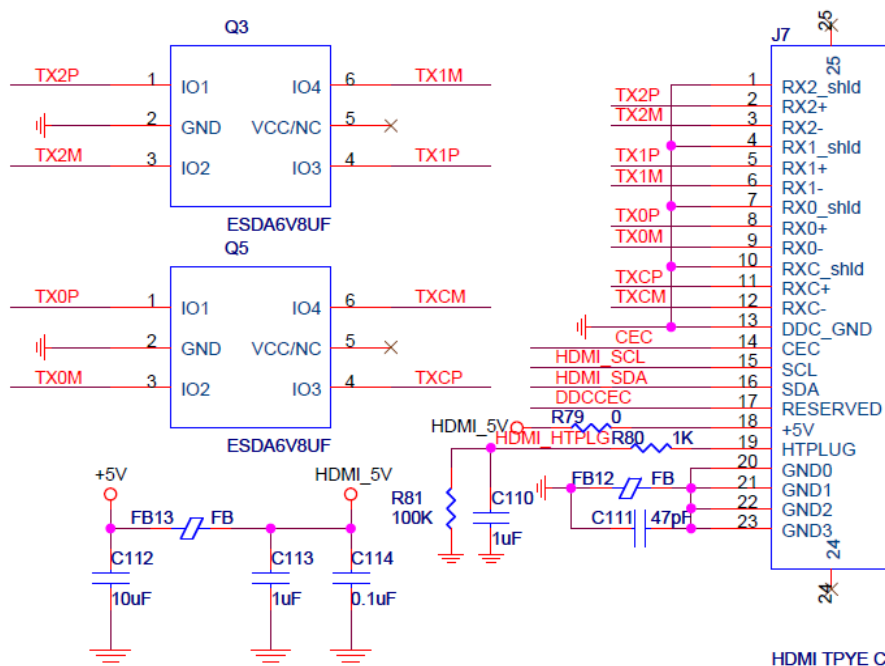 Q3
TX2P 1 IO1 IO4 6 TX1M
2 GND VCC/NC 5
TX2M 3 IO2 IO3 4 TX1P
ESDA6V8UF
Q5
TX0P 1 IO1 IO4 6 TXCM
2 GND VCC/NC 5
TX0M 3 IO2 IO3 4 TXCP
ESDA6V8UF
+5V
HDMI_5V
FB13 FB
C112
10uF
C113
1uF
C114
0.1uF
25
J7
25
1 RX2_shld
TX2P 2 RX2+
TX2M 3 RX2-
4 RX1_shld
TX1P 5 RX1+
TX1M 6 RX1-
7 RX0_shld
TX0P 8 RX0+
TX0M 9 RX0-
10 RXC_shld
TXCP 11 RXC+
TXCM 12 RXC-
13 DDC_GND
CEC 14 CEC
HDMI_SCL 15 SCL
HDMI_SDA 16 SDA
DDCCEC 17 RESERVED
HDMI_5V R79 0 18 +5V
HDMI_HTPLG R80 1K 19 HTPLUG
20 GND0
FB12 FB 21 GND1
22 GND2
C111 47pF 23 GND3
R81
100K
C110
1uF
24
24
HDMI TPYE C